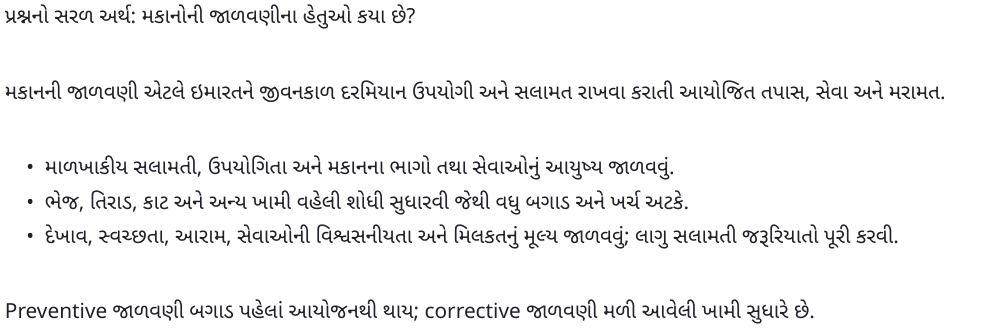 પ્રશ્નનો સરળ અર્થ: મકાનોની જાળવણીના હેતુઓ કયા છે?
મકાનની જાળવણી એટલે ઇમારતને જીવનકાળ દરમિયાન ઉપયોગી અને સલામત રાખવા કરાતી આયોજિત તપાસ, સેવા અને મરામત.
• માળખાકીય સલામતી, ઉપયોગિતા અને મકાનના ભાગો તથા સેવાઓનું આયુષ્ય જાળવવું.
• ભેજ, તિરાડ, કાટ અને અન્ય ખામી વહેલી શોધી સુધારવી જેથી વધુ બગાડ અને ખર્ચ અટકે.
• દેખાવ, સ્વચ્છતા, આરામ, સેવાઓની વિશ્વસનીયતા અને મિલકતનું મૂલ્ય જાળવવું; લાગુ સલામતી જરૂરિયાતો પૂરી કરવી.
Preventive જાળવણી બગાડ પહેલાં આયોજનથી થાય; corrective જાળવણી મળી આવેલી ખામી સુધારે છે.